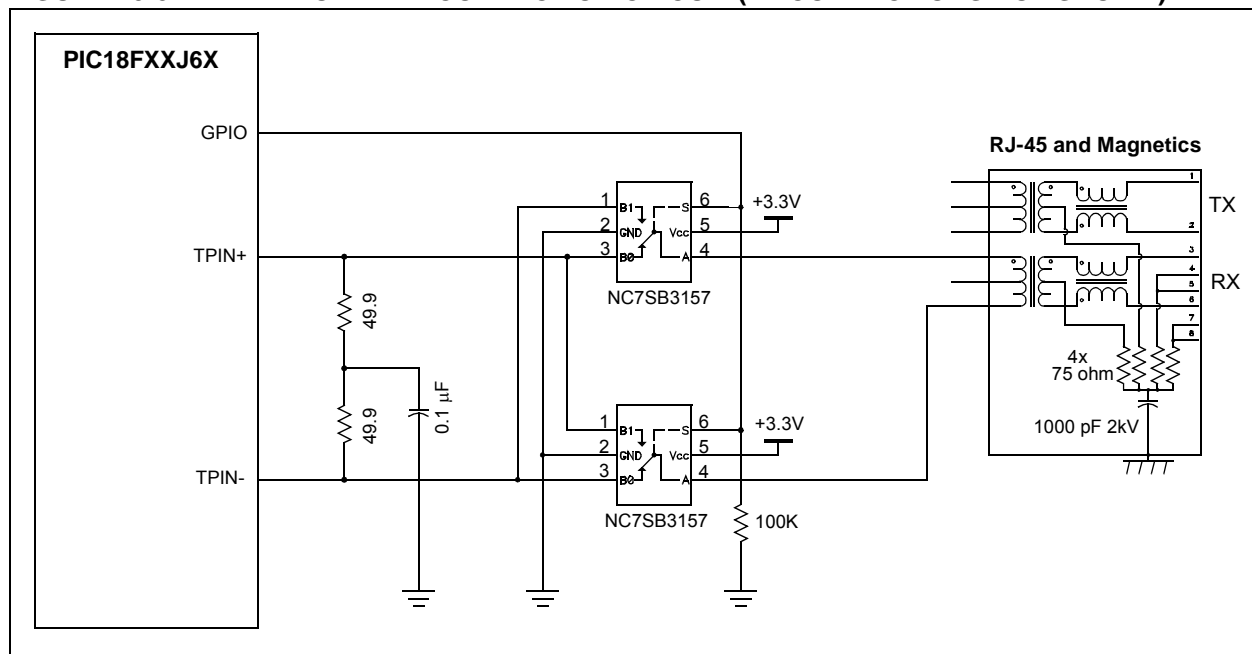 PIC18FXXJ6X
GPIO
TPIN+
TPIN-
49.9
49.9
0.1 μF
1
2
3
B1
GND
B0
S
Vcc
A
6
5
4
+3.3V
NC7SB3157
1
2
3
B1
GND
B0
S
Vcc
A
6
5
4
+3.3V
NC7SB3157
100K
RJ-45 and Magnetics
1
2
3
4
5
6
7
8
TX
RX
4x
75 ohm
1000 pF 2kV